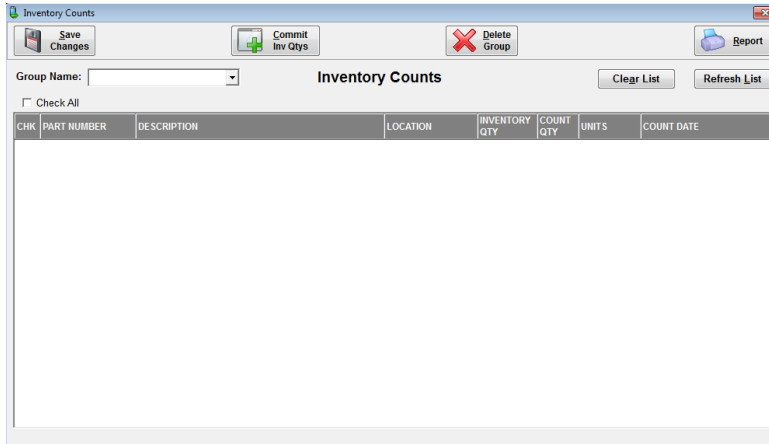 Inventory Counts
Save
Changes
Commit
Inv Qtys
Delete
Group
Report
Group Name:
Inventory Counts
Clear List
Refresh List
Check All
CHK PART NUMBER DESCRIPTION LOCATION INVENTORY QTY COUNT QTY UNITS COUNT DATE